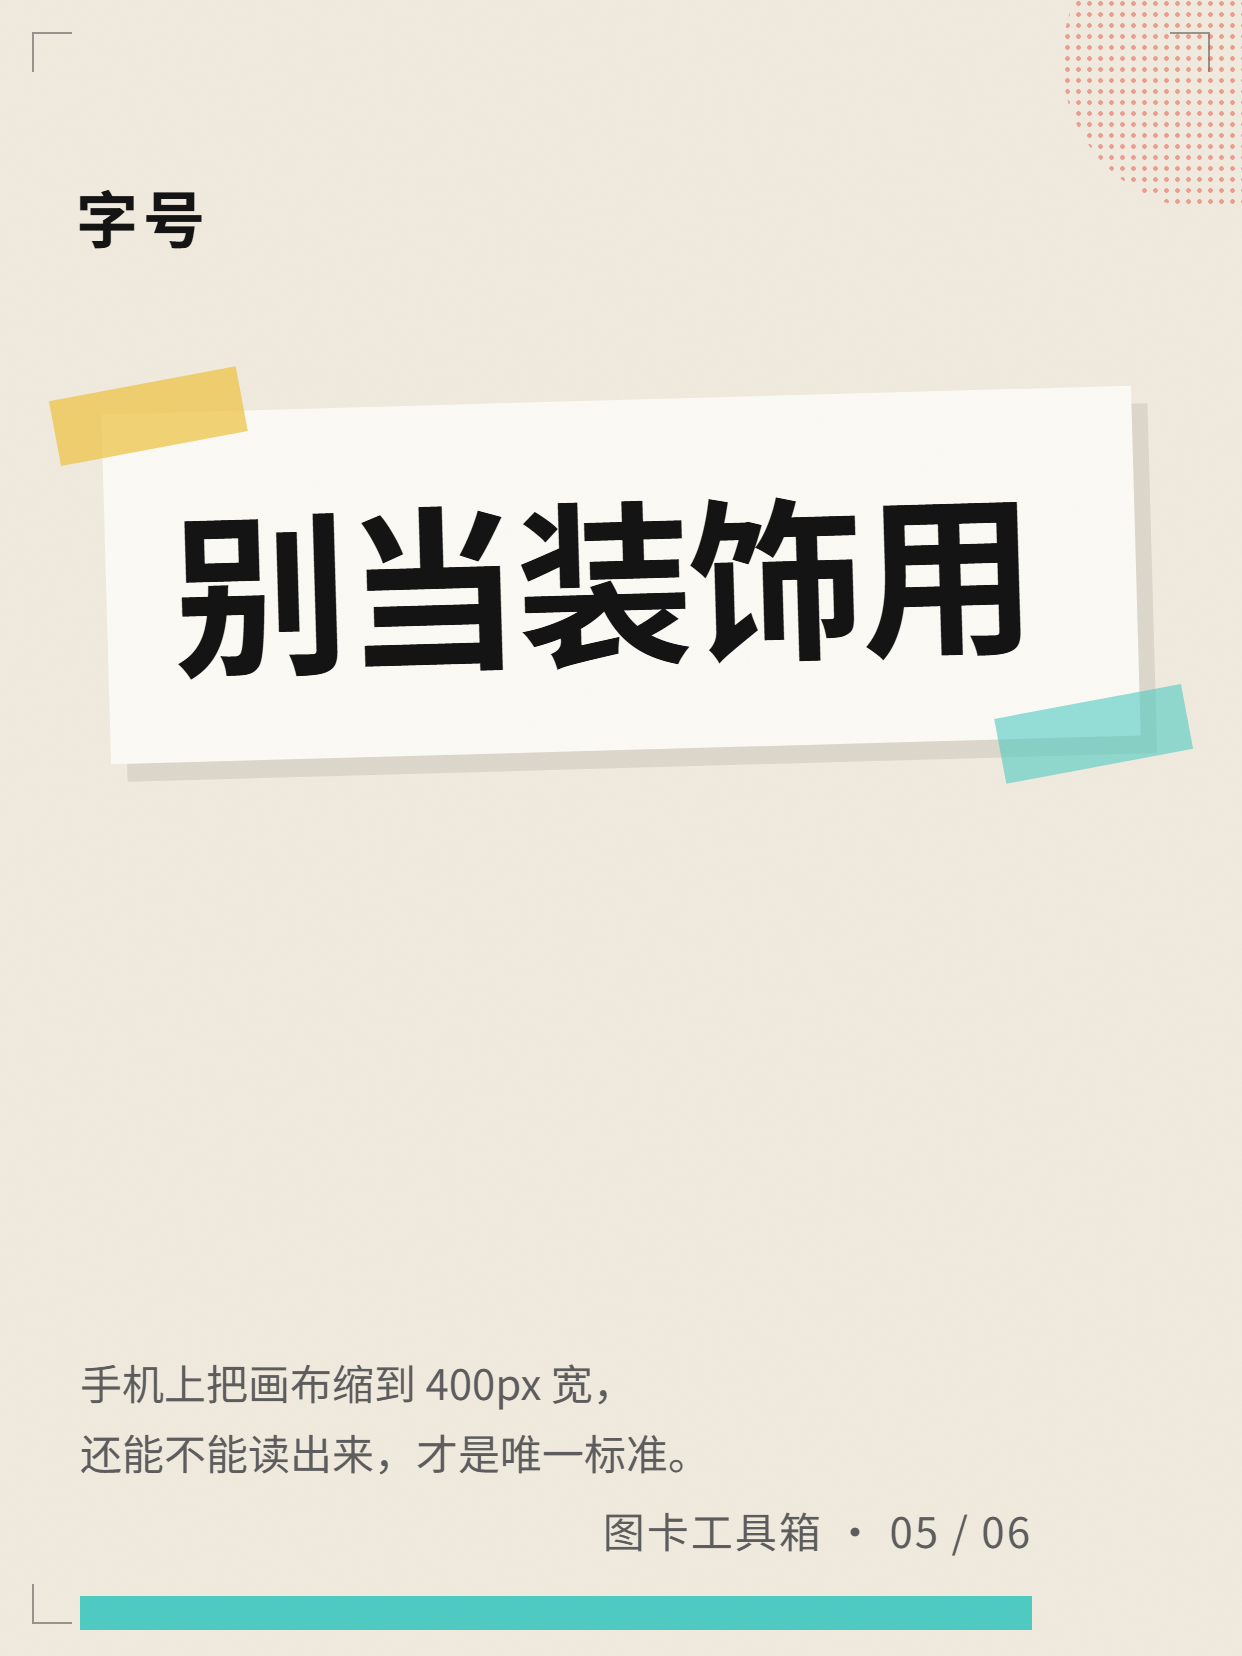 字号
别当装饰用
手机上把画布缩到 400px 宽，
还能不能读出来，才是唯一标准。
图卡工具箱 · 05 / 06